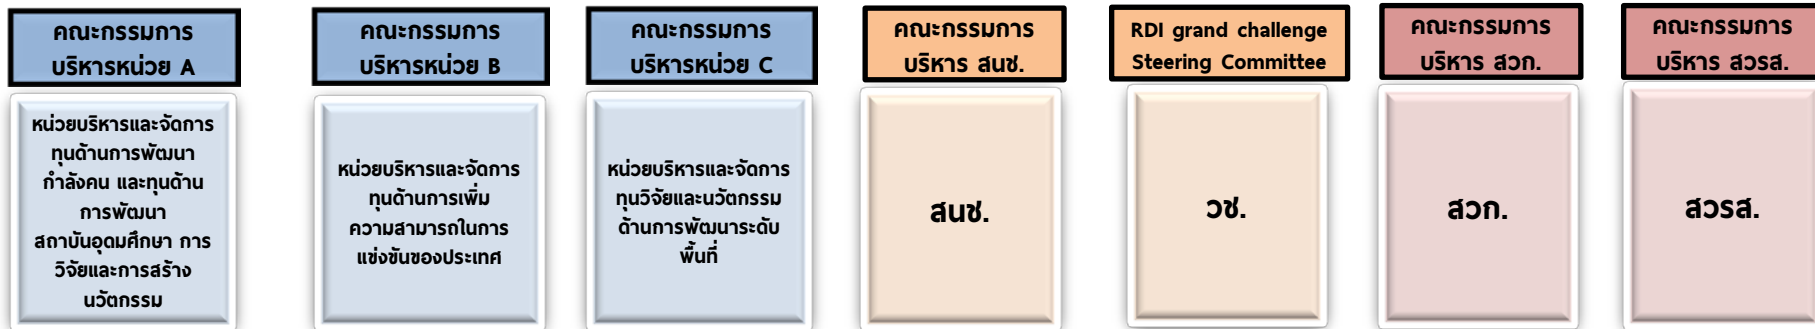 คณะกรรมการ
บริหารหน่วย A
หน่วยบริหารและจัดการ
ทุนด้านการพัฒนา
กำลังคน และทุนด้าน
การพัฒนา
สถาบันอุดมศึกษา การ
วิจัยและการสร้าง
นวัตกรรม
คณะกรรมการ
บริหารหน่วย B
หน่วยบริหารและจัดการ
ทุนด้านการเพิ่ม
ความสามารถในการ
แข่งขันของประเทศ
คณะกรรมการ
บริหารหน่วย C
หน่วยบริหารและจัดการ
ทุนวิจัยและนวัตกรรม
ด้านการพัฒนาระดับ
พื้นที่
คณะกรรมการ
บริหาร สนช.
สนช.
RDI grand challenge
Steering Committee
วช.
คณะกรรมการ
บริหาร สวก.
สวก.
คณะกรรมการ
บริหาร สวรส.
สวรส.